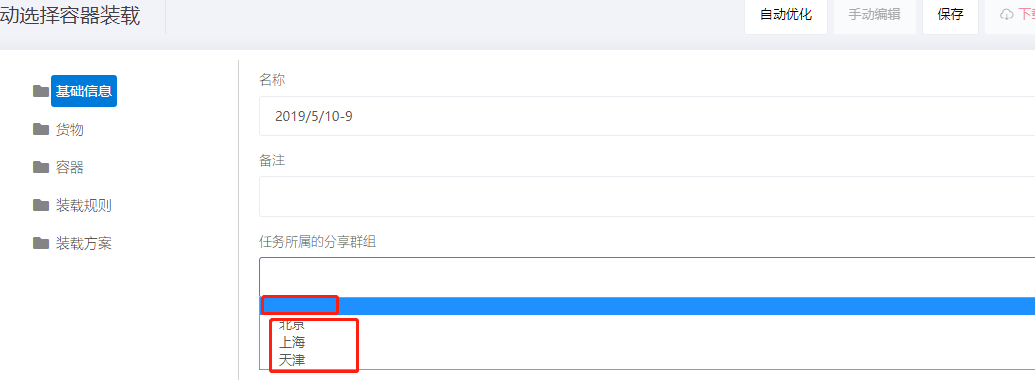 动选择容器装载
自动优化
手动编辑
保存
下载
基础信息
货物
容器
装载规则
装载方案
名称
2019/5/10-9
备注
任务所属的分享群组
北京
上海
天津